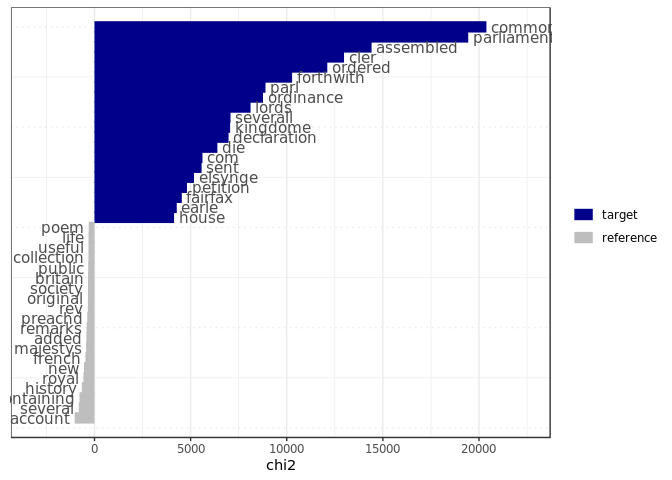 common
parliament
assembled
cler
ordered
forthwith
parl
ordinance
lords
severall
kingdome
declaration
die
com
sent
elsynge
petition
fairfax
earle
house
poem
life
useful
collection
public
britain
society
original
rev
preachd
remarks
added
majestys
french
new
royal
history
ontaining
several
account
target
reference
0 5000 10000 15000 20000
chi2